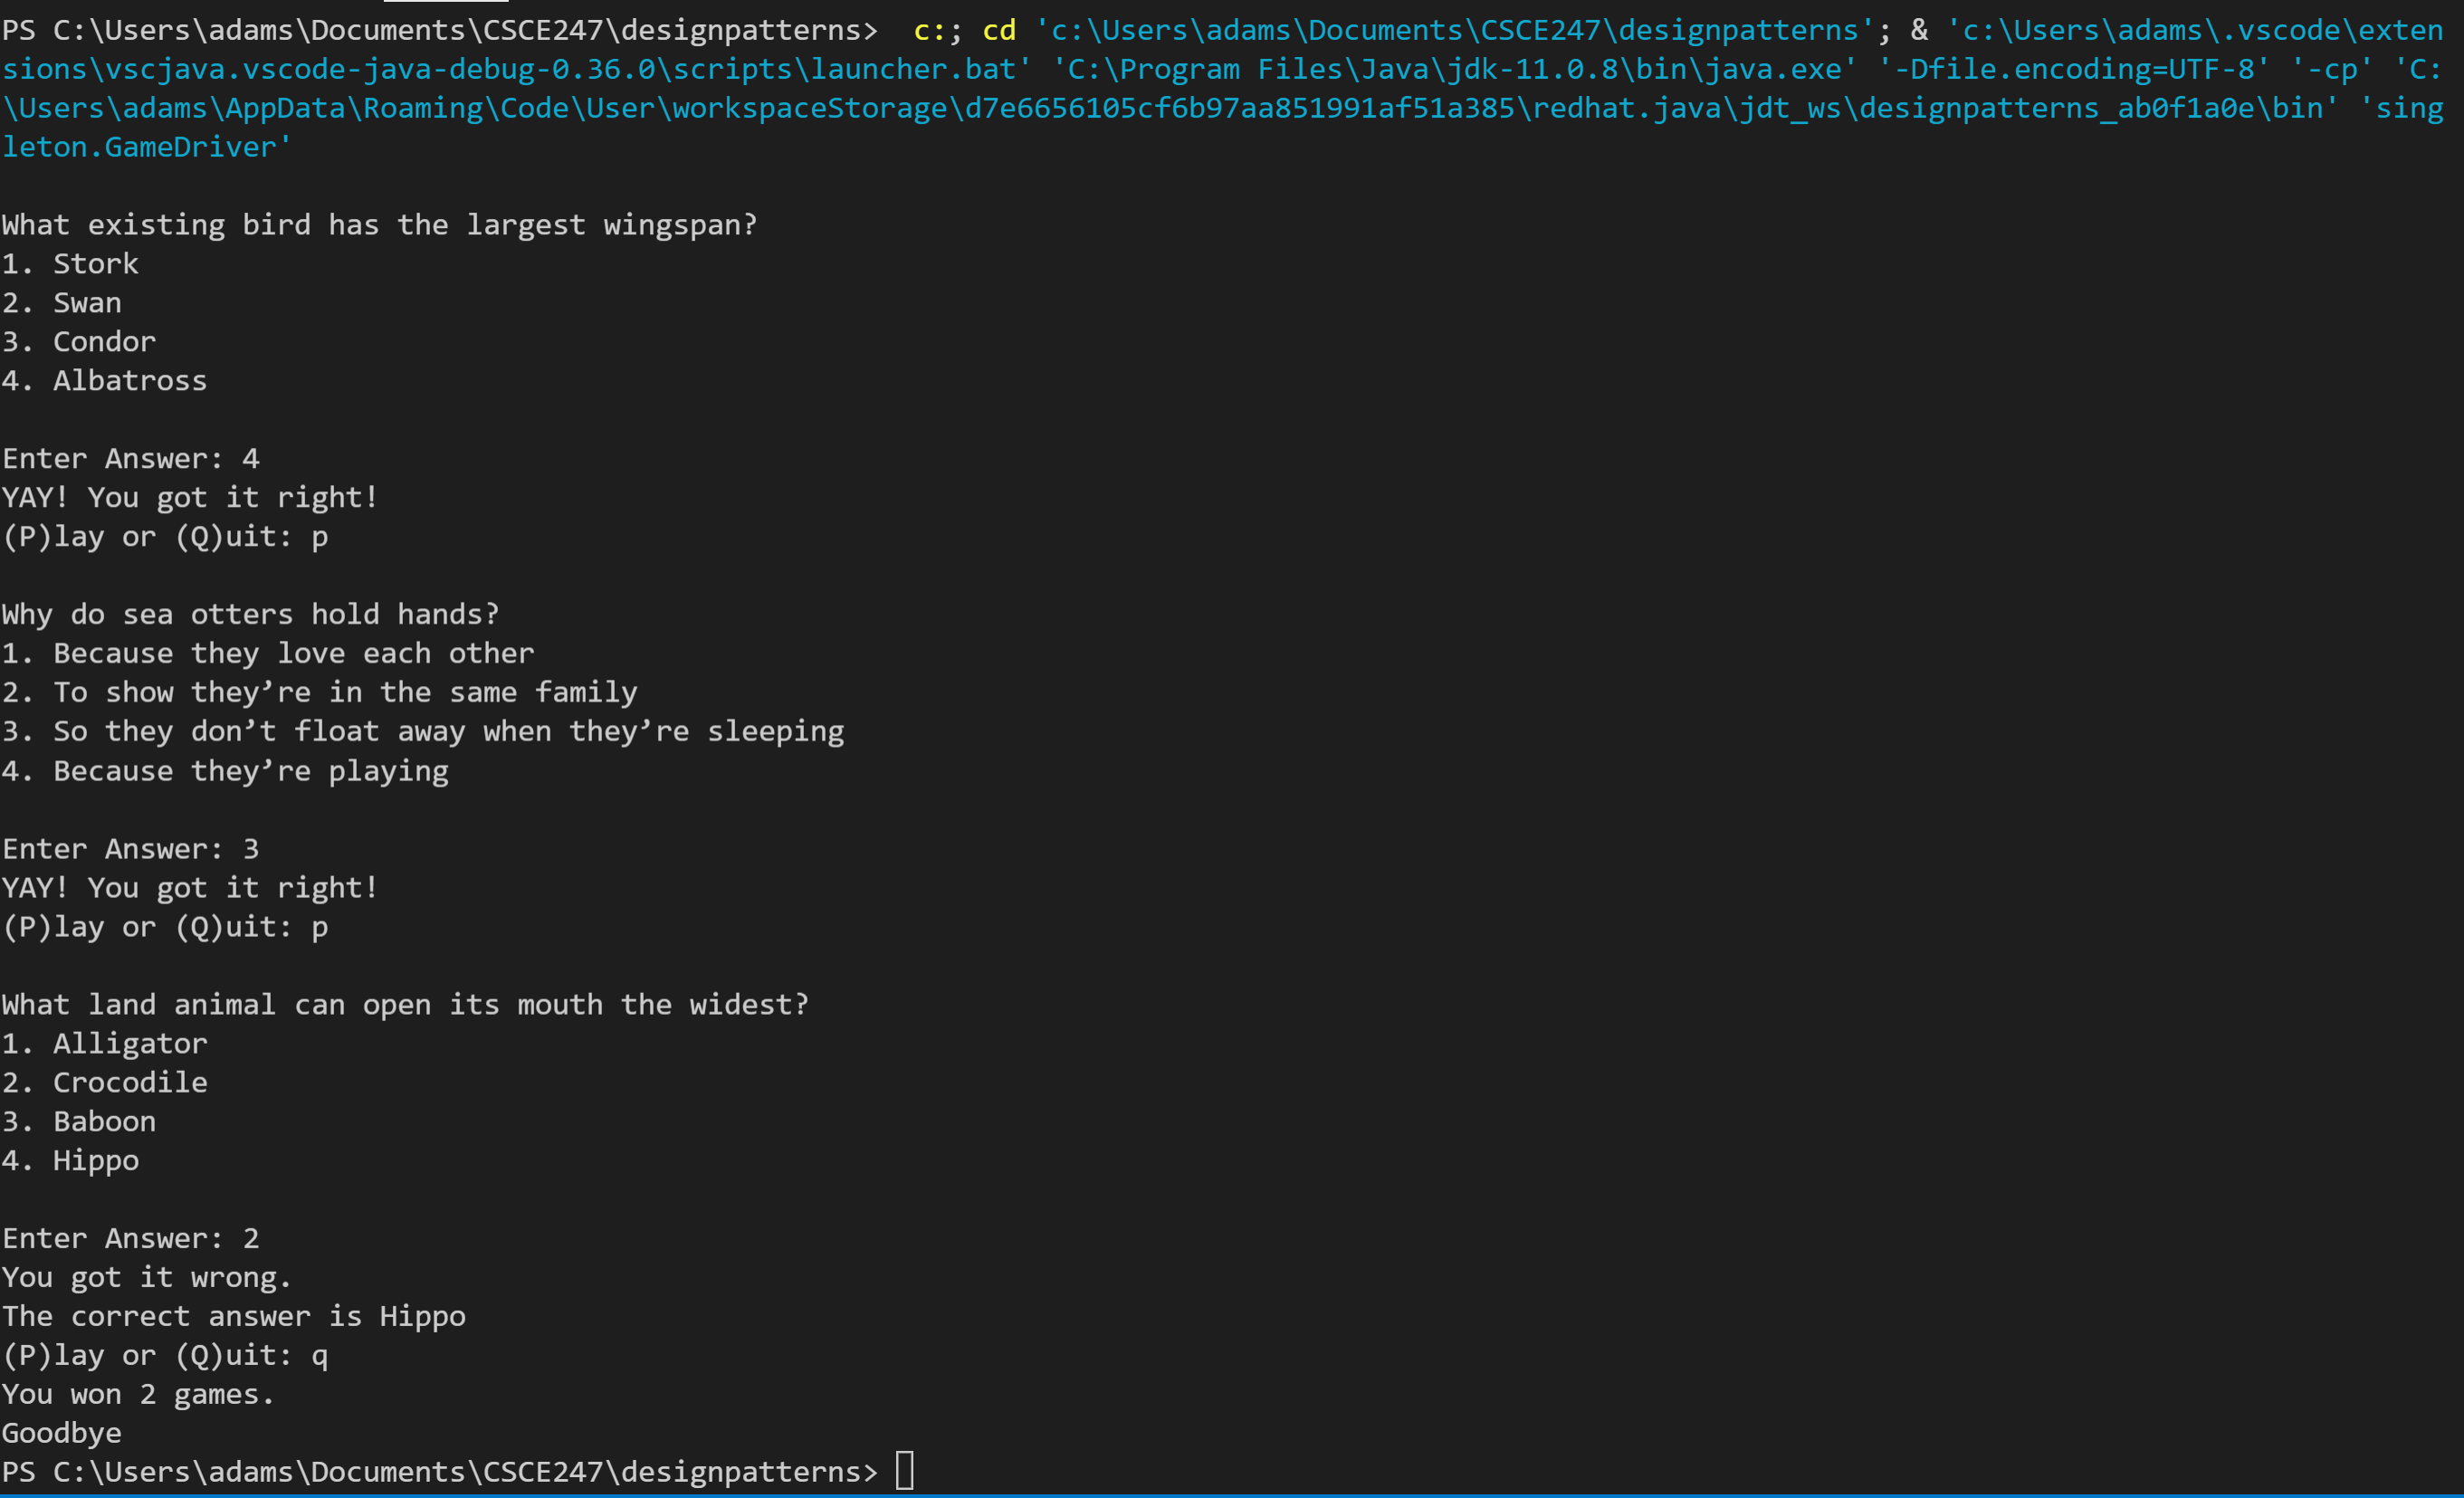 PS C:\Users\adams\Documents\CSCE247\designpatterns>  c:; cd 'c:\Users\adams\Documents\CSCE247\designpatterns'; & 'c:\Users\adams\.vscode\exten
sions\vscjava.vscode-java-debug-0.36.0\scripts\launcher.bat' 'C:\Program Files\Java\jdk-11.0.8\bin\java.exe' '-Dfile.encoding=UTF-8' '-cp' 'C:
\Users\adams\AppData\Roaming\Code\User\workspaceStorage\d7e6656105cf6b97aa851991af51a385\redhat.java\jdt_ws\designpatterns_ab0f1a0e\bin' 'sing
leton.GameDriver'
What existing bird has the largest wingspan?
1. Stork
2. Swan
3. Condor
4. Albatross
Enter Answer: 4
YAY! You got it right!
(P)lay or (Q)uit: p
Why do sea otters hold hands?
1. Because they love each other
2. To show they’re in the same family
3. So they don’t float away when they’re sleeping
4. Because they’re playing
Enter Answer: 3
YAY! You got it right!
(P)lay or (Q)uit: p
What land animal can open its mouth the widest?
1. Alligator
2. Crocodile
3. Baboon
4. Hippo
Enter Answer: 2
You got it wrong.
The correct answer is Hippo
(P)lay or (Q)uit: q
You won 2 games.
Goodbye
PS C:\Users\adams\Documents\CSCE247\designpatterns>